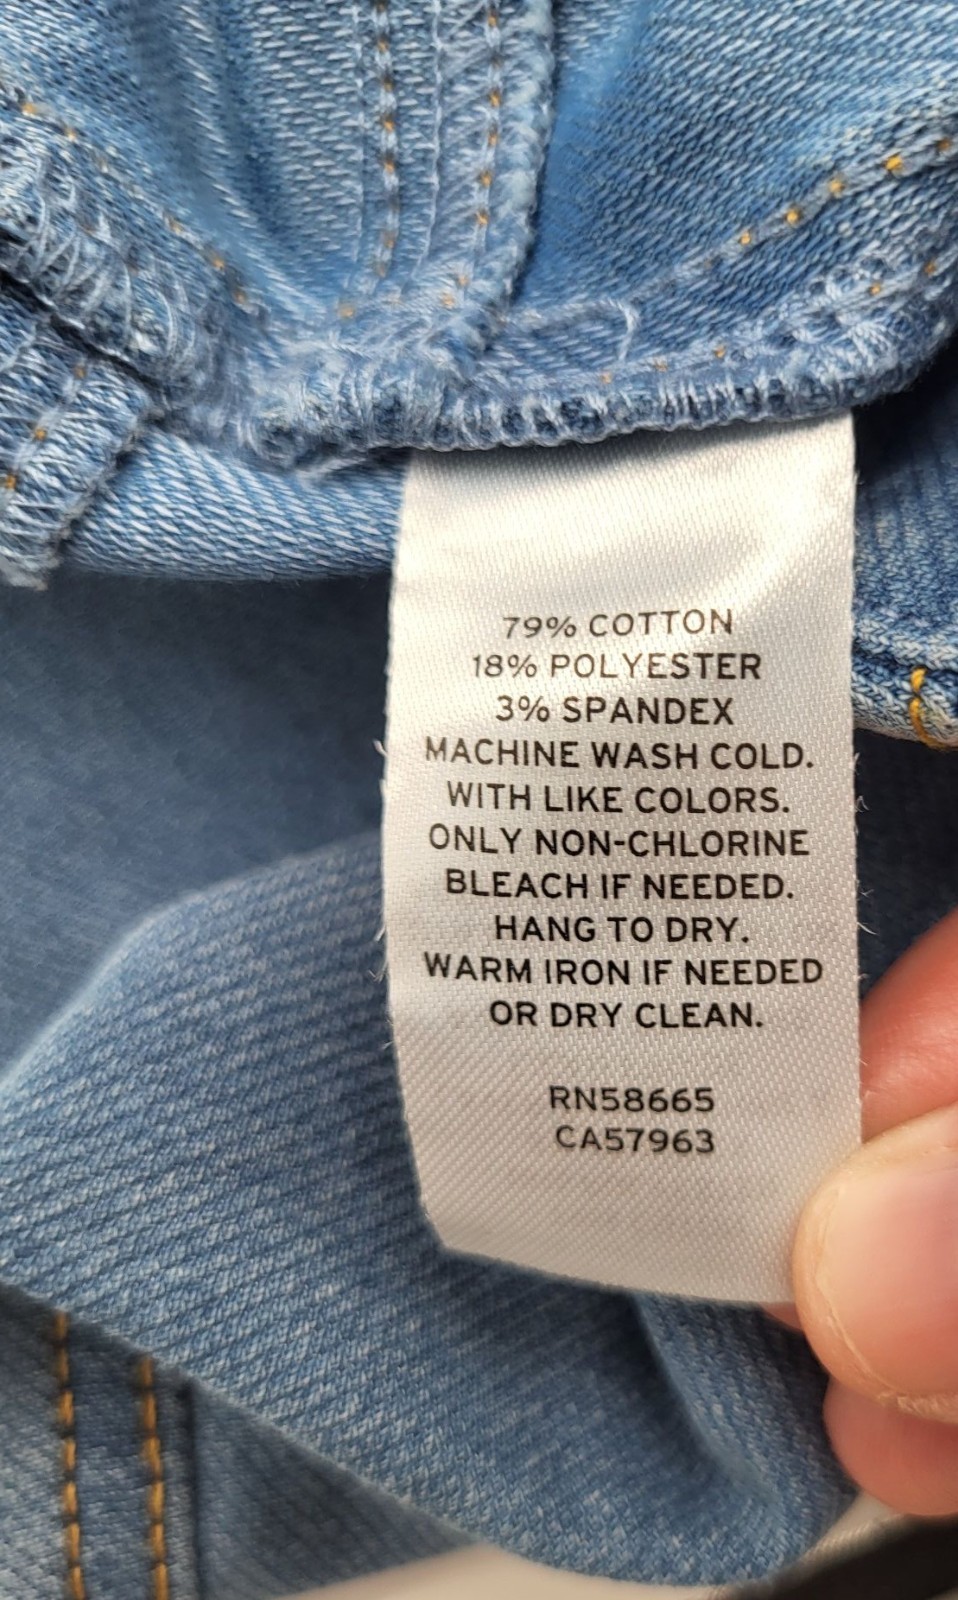 79% COTTON
18% POLYESTER
3% SPANDEX
MACHINE WASH COLD.
WITH LIKE COLORS.
ONLY NON-CHLORINE
BLEACH IF NEEDED.
HANG TO DRY.
WARM IRON IF NEEDED
OR DRY CLEAN.
RN58665
CA57963